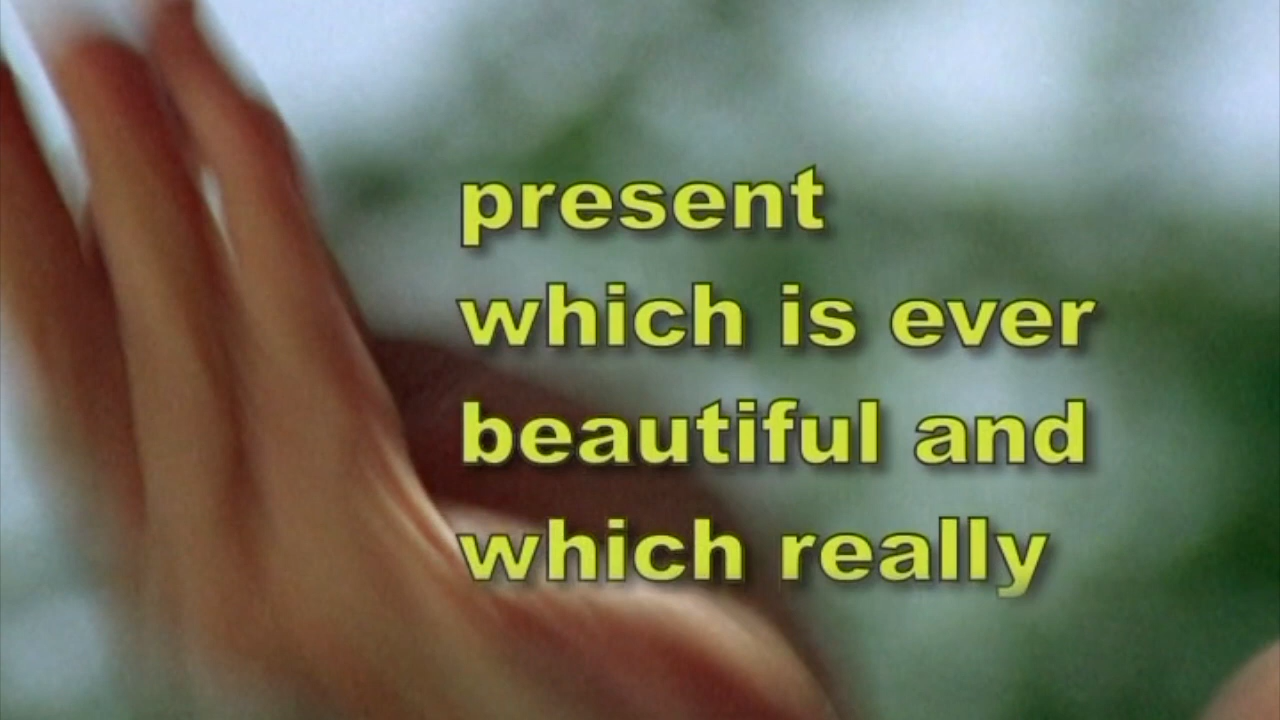 present
which is ever
beautiful and
which really